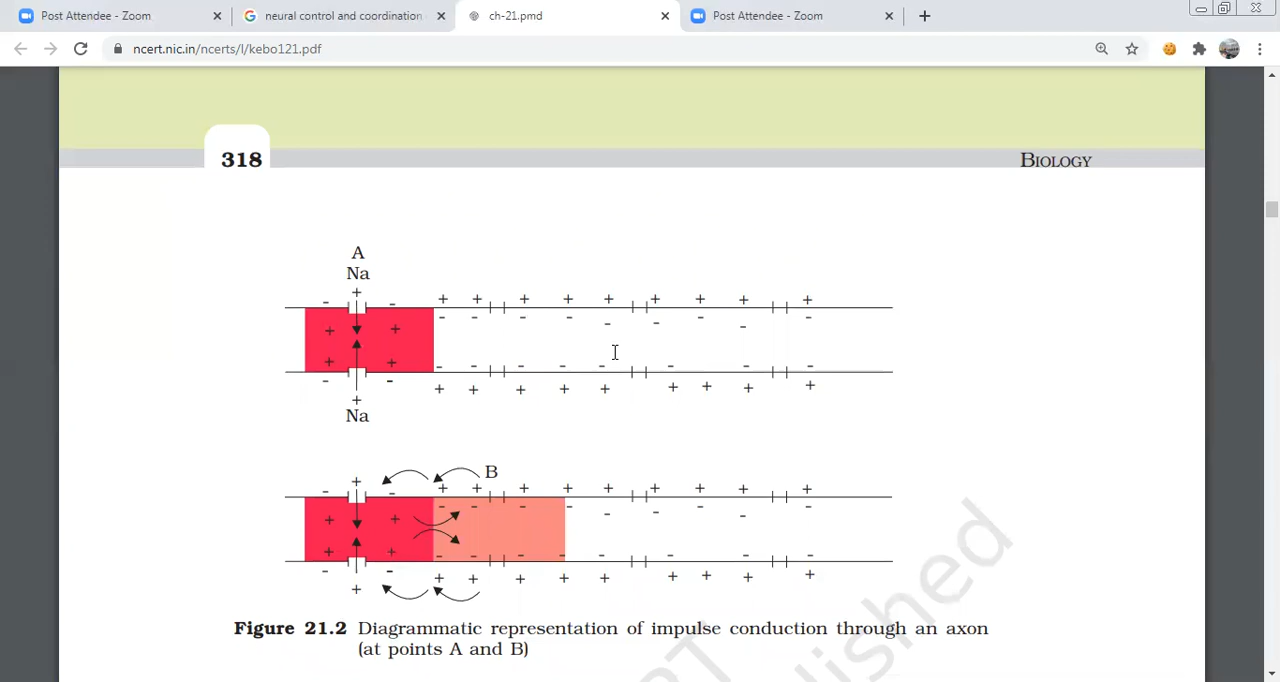 Post Attendee - Zoom
neural control and coordination
ch-21.pmd
Post Attendee - Zoom
ncert.nic.in/ncerts/l/kebo121.pdf
318
BIOLOGY
A
Na
+
- - + + + + + + + + +
+ + - - - - - - - - -
+ + - - - - - - - -
- - + + + + + + + + +
+
Na
B
+
- - + + + + + + + + +
+ + - - - - - - - - -
+ + - - - - - - - -
- - + + + + + + + + +
+
Figure 21.2 Diagrammatic representation of impulse conduction through an axon
(at points A and B)